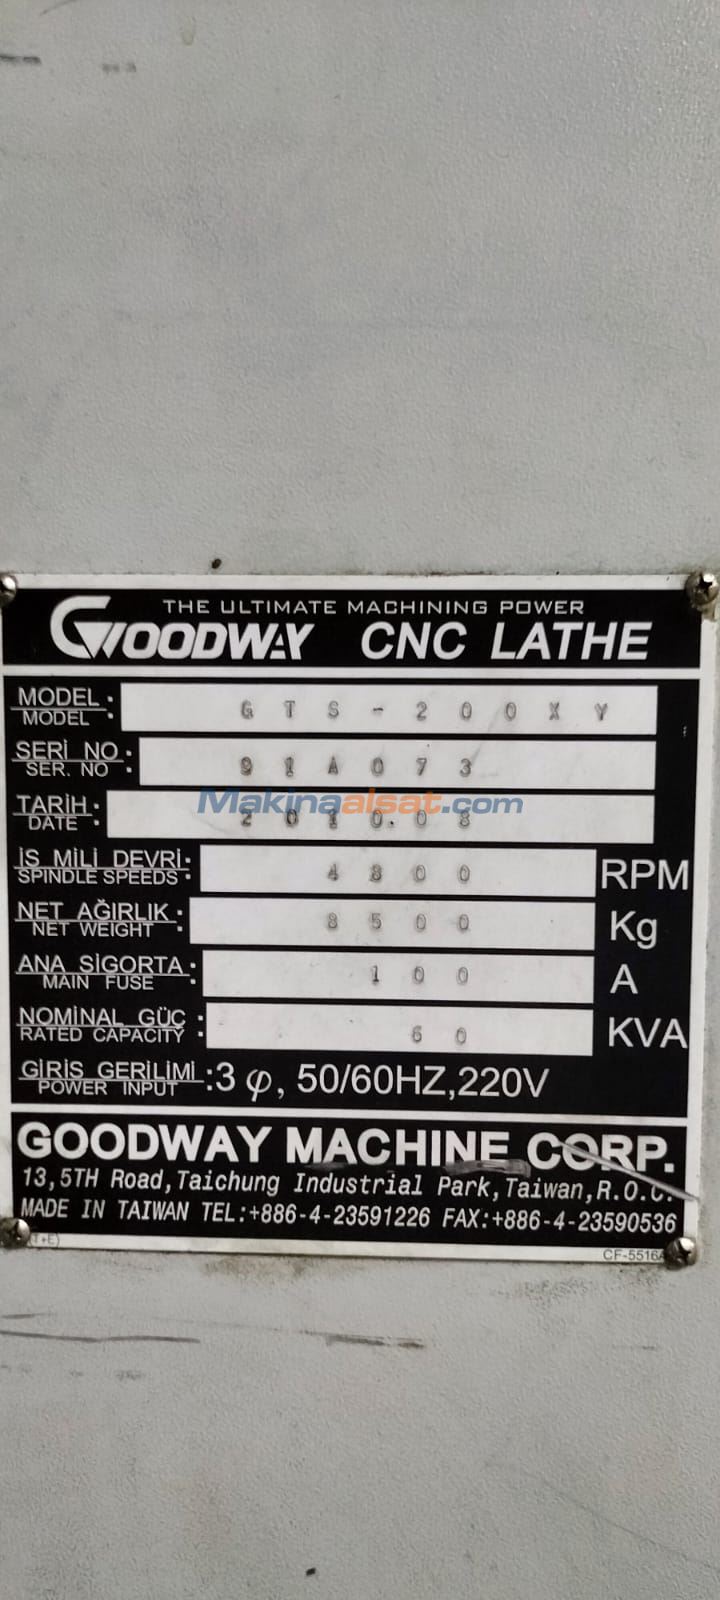 THE ULTIMATE MACHINING POWER
GOODWAY CNC LATHE
MODEL : GTS-200XY
MODEL
SERİ NO : 91A073
SER. NO
TARİH : 2010.08
DATE
İS MİLİ DEVRİ : 4800 RPM
SPINDLE SPEEDS
NET AĞIRLIK : 8500 Kg
NET WEIGHT
ANA SİGORTA : 100 A
MAIN FUSE
NOMİNAL GÜÇ : 60 KVA
RATED CAPACITY
GİRİS GERİLİMİ :3 φ, 50/60HZ,220V
POWER INPUT
GOODWAY MACHINE CORP.
13,5TH Road,Taichung Industrial Park,Taiwan,R.O.C.
MADE IN TAIWAN TEL:+886-4-23591226 FAX:+886-4-23590536
(T+E)
CF-5516A
Makinaalsat.com